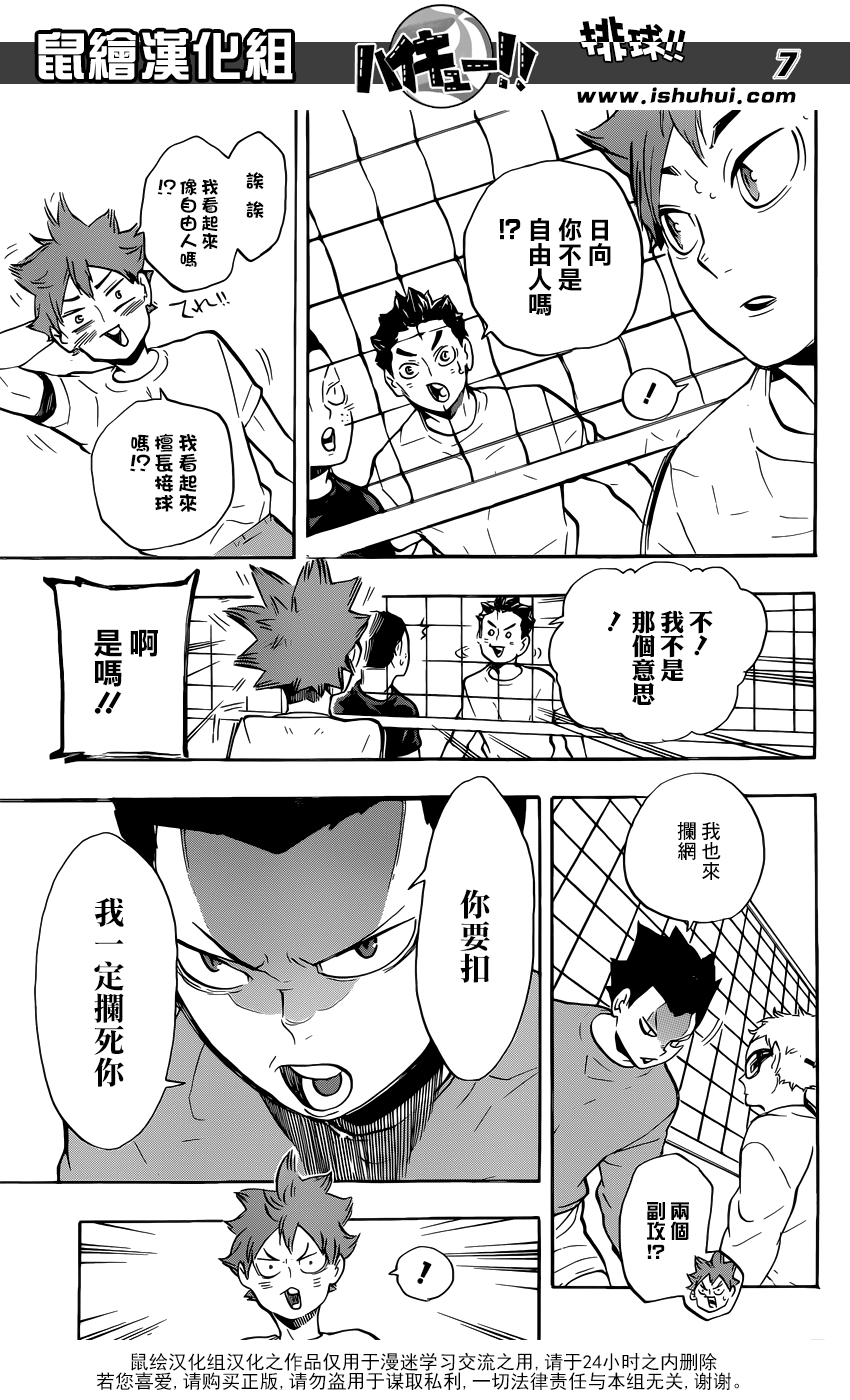 鼠繪漢化組
ハイキュー!!
排球!!
7
www.ishuhui.com
日向
你不是
自由人嗎
!?
!
誒誒
我看起來
像自由人嗎
!?
てれ!!
我看起來
擅長接球
嗎!?
不!
我不是
那個意思
!
啊
是嗎!!
我也來
攔網
兩個
副攻!?
你要扣
我一定攔死你
!
鼠绘汉化组汉化之作品仅用于漫迷学习交流之用,请于24小时之内删除
若您喜爱,请购买正版,请勿盗用于谋取私利,一切法律责任与本组无关,谢谢。